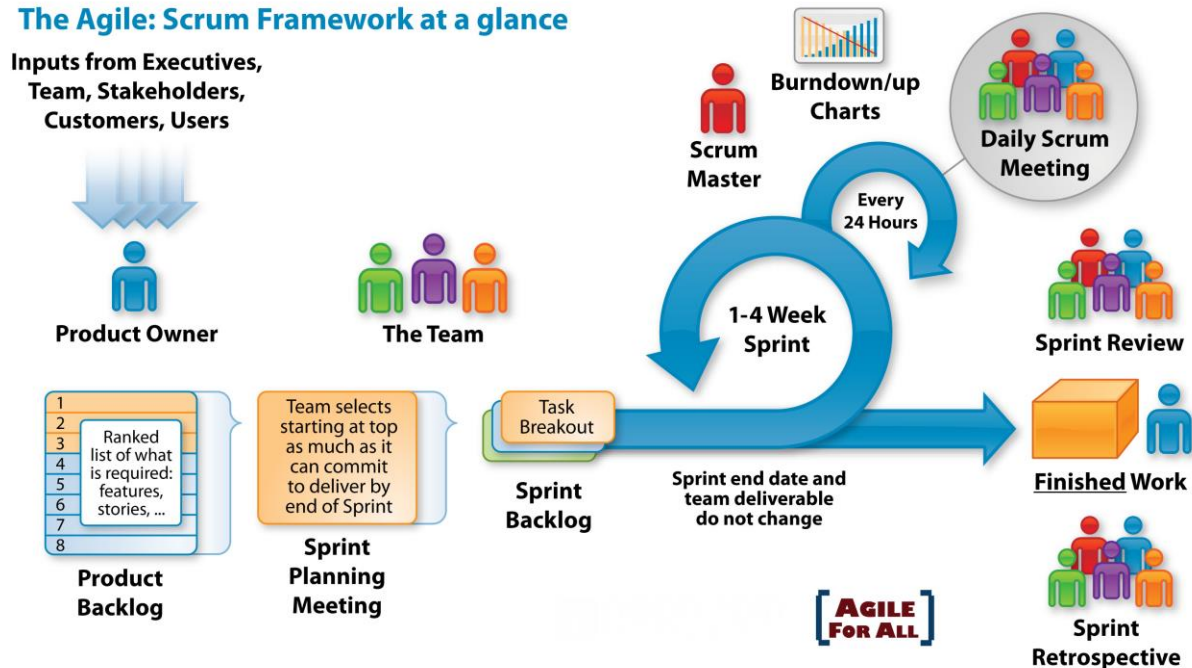 The Agile: Scrum Framework at a glance
Inputs from Executives,
Team, Stakeholders,
Customers, Users
Product Owner
The Team
Scrum
Master
Burndown/up
Charts
Daily Scrum
Meeting
Every
24 Hours
1-4 Week
Sprint
Sprint Review
1
2
3
4
5
6
7
8
Ranked
list of what
is required:
features,
stories, ...
Product
Backlog
Team selects
starting at top
as much as it
can commit
to deliver by
end of Sprint
Sprint
Planning
Meeting
Task
Breakout
Sprint
Backlog
Sprint end date and
team deliverable
do not change
Finished Work
Sprint
Retrospective
AGILE
FOR ALL